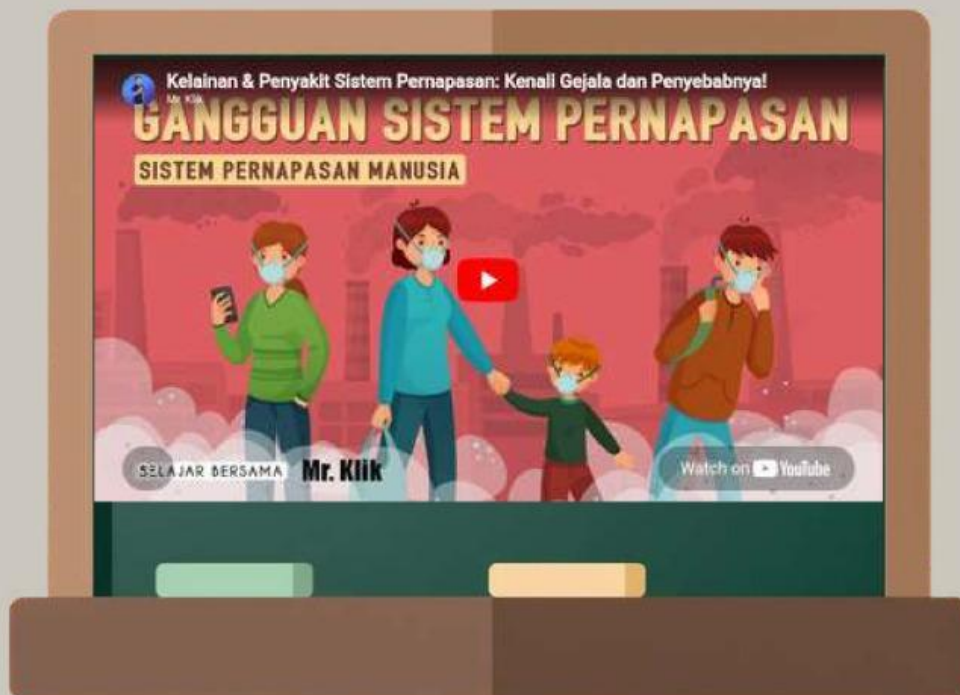 Kelainan & Penyakit Sistem Pernapasan: Kenali Gejala dan Penyebabnya!
Mr. Klik
GANGGUAN SISTEM PERNAPASAN
SISTEM PERNAPASAN MANUSIA
BELAJAR BERSAMA Mr. Klik
Watch on YouTube